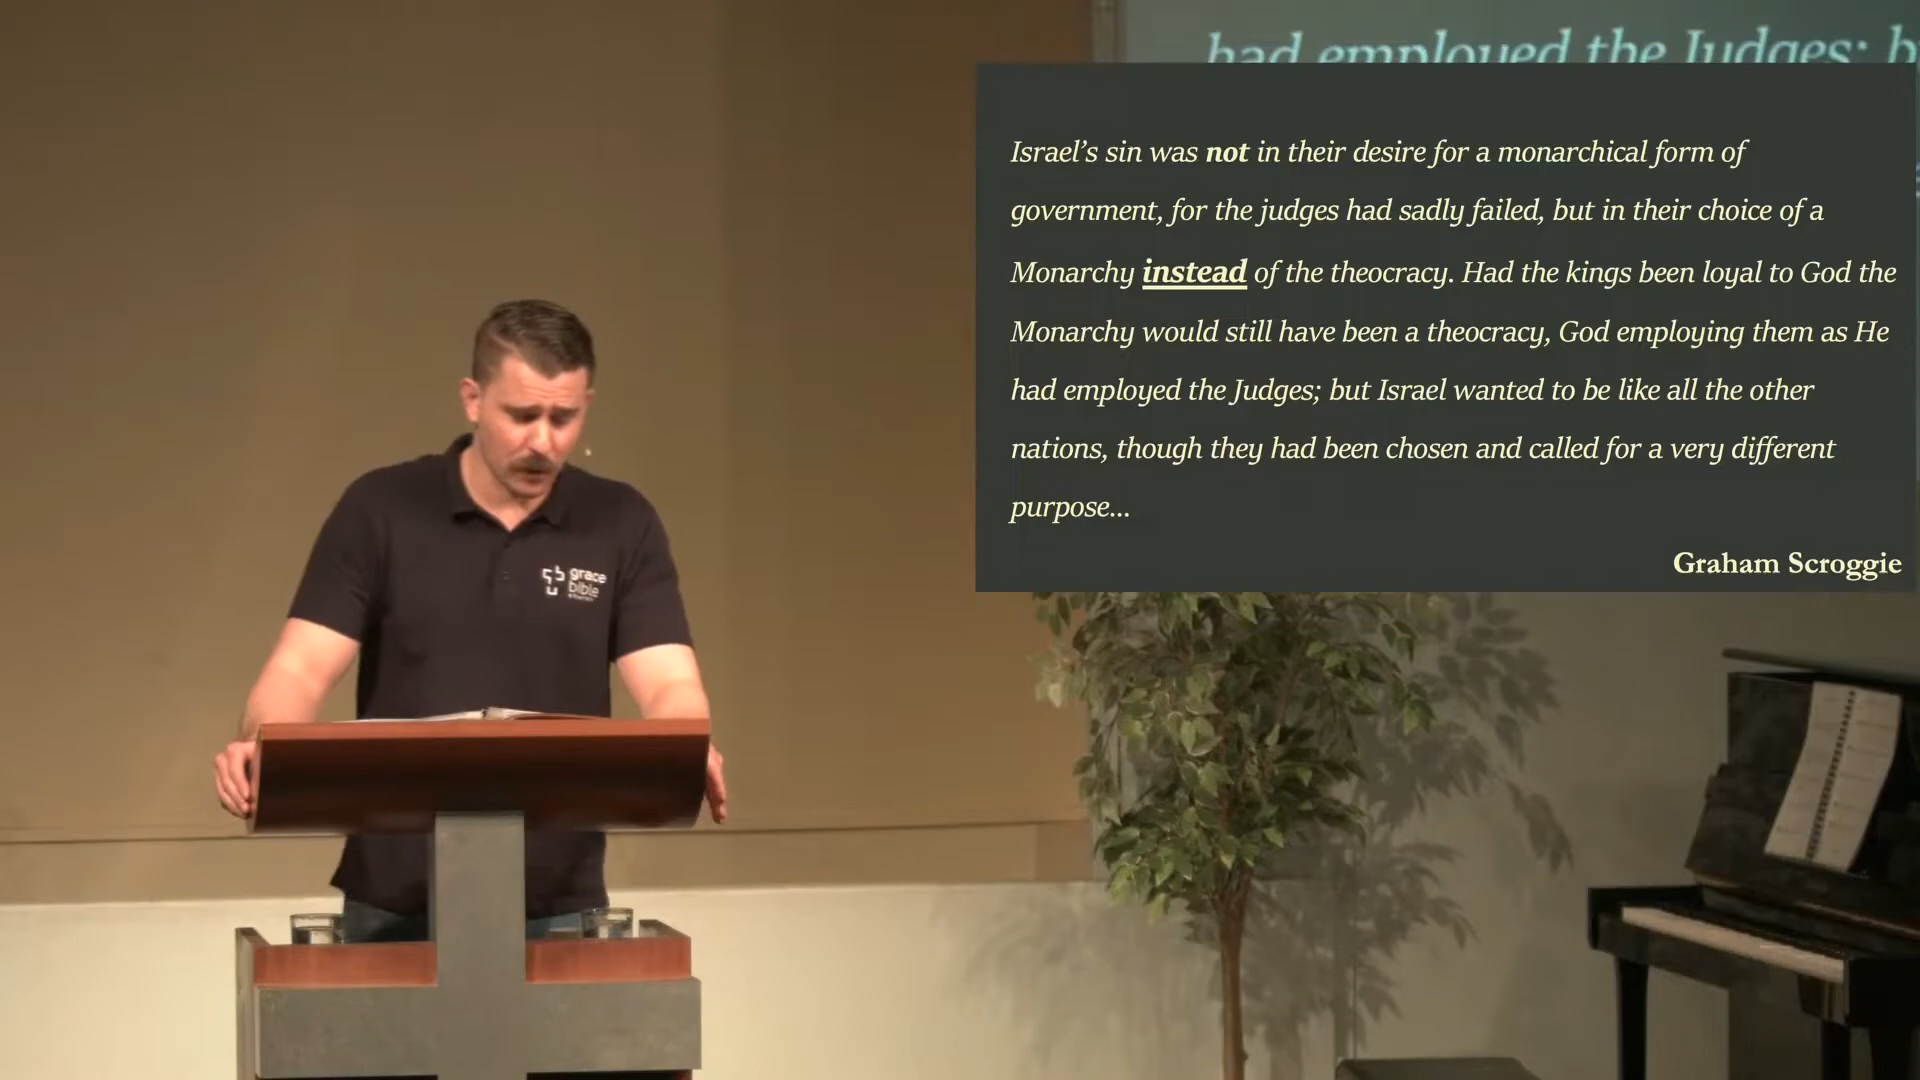 had employed the Judges; b
Israel’s sin was not in their desire for a monarchical form of
government, for the judges had sadly failed, but in their choice of a
Monarchy instead of the theocracy. Had the kings been loyal to God the
Monarchy would still have been a theocracy, God employing them as He
had employed the Judges; but Israel wanted to be like all the other
nations, though they had been chosen and called for a very different
purpose...
Graham Scroggie
grace
bible